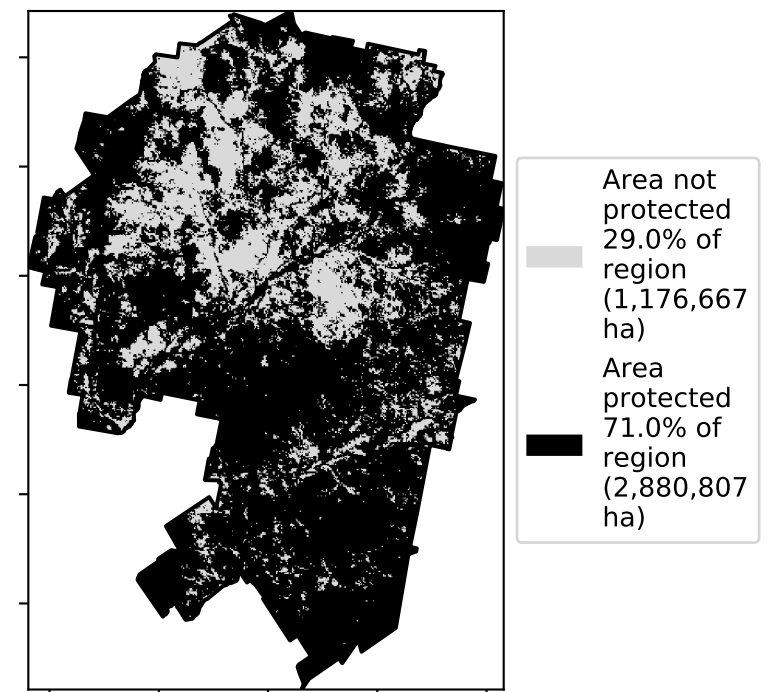 Area not
protected
29.0% of
region
(1,176,667
ha)
Area
protected
71.0% of
region
(2,880,807
ha)